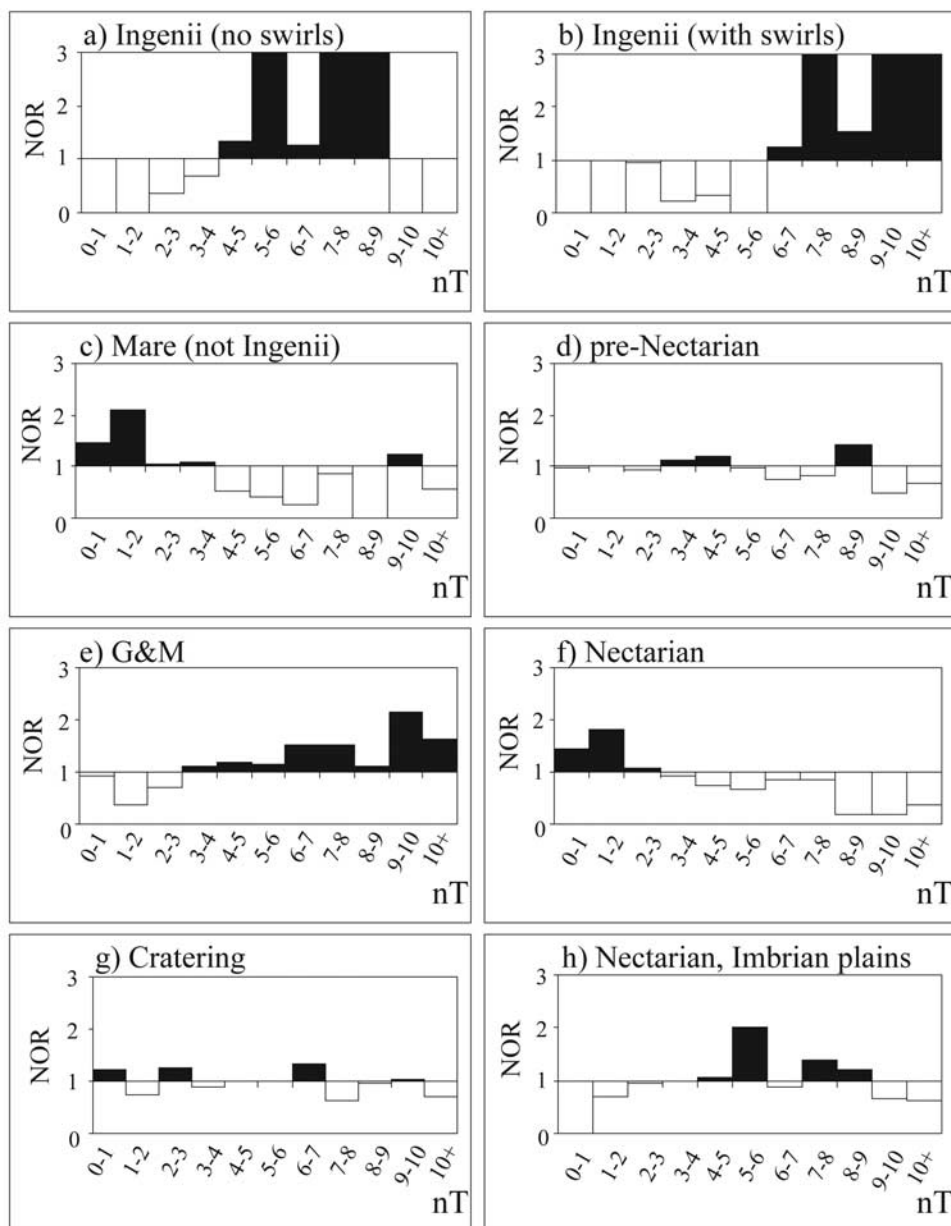 a) Ingenii (no swirls)
NOR
3
2
1
0
0-1 1-2 2-3 3-4 4-5 5-6 6-7 7-8 8-9 9-10 10+
nT
b) Ingenii (with swirls)
NOR
3
2
1
0
0-1 1-2 2-3 3-4 4-5 5-6 6-7 7-8 8-9 9-10 10+
nT
c) Mare (not Ingenii)
NOR
3
2
1
0
0-1 1-2 2-3 3-4 4-5 5-6 6-7 7-8 8-9 9-10 10+
nT
d) pre-Nectarian
NOR
3
2
1
0
0-1 1-2 2-3 3-4 4-5 5-6 6-7 7-8 8-9 9-10 10+
nT
e) G&M
NOR
3
2
1
0
0-1 1-2 2-3 3-4 4-5 5-6 6-7 7-8 8-9 9-10 10+
nT
f) Nectarian
NOR
3
2
1
0
0-1 1-2 2-3 3-4 4-5 5-6 6-7 7-8 8-9 9-10 10+
nT
g) Cratering
NOR
3
2
1
0
0-1 1-2 2-3 3-4 4-5 5-6 6-7 7-8 8-9 9-10 10+
nT
h) Nectarian, Imbrian plains
NOR
3
2
1
0
0-1 1-2 2-3 3-4 4-5 5-6 6-7 7-8 8-9 9-10 10+
nT